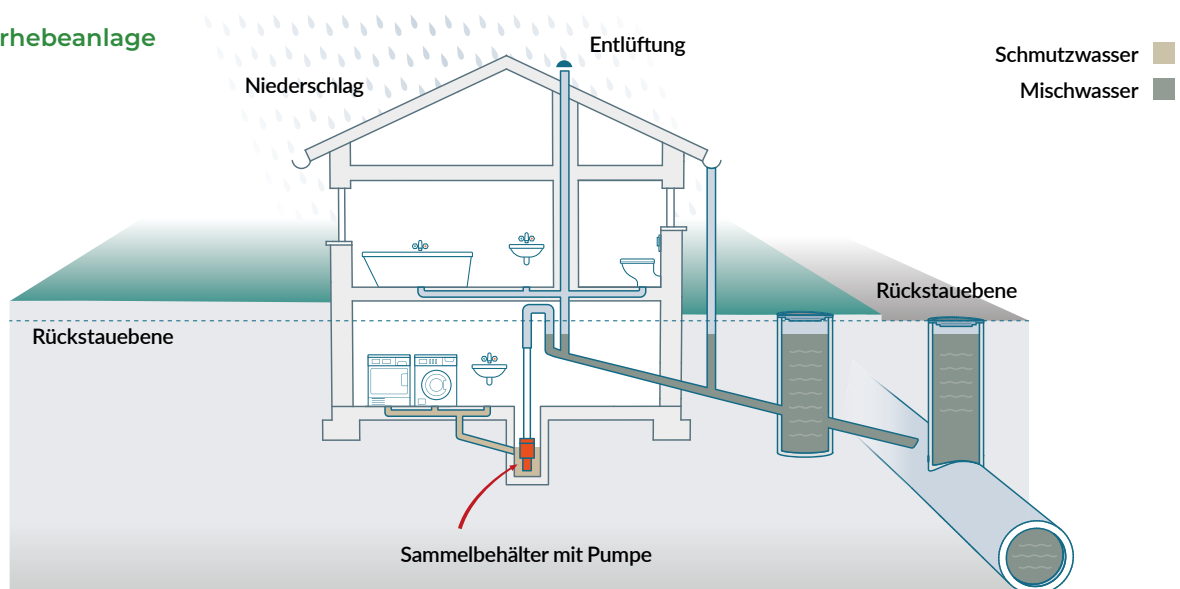 rhebeanlage
Entlüftung
Niederschlag
Schmutzwasser
Mischwasser
Rückstauebene
Rückstauebene
Sammelbehälter mit Pumpe